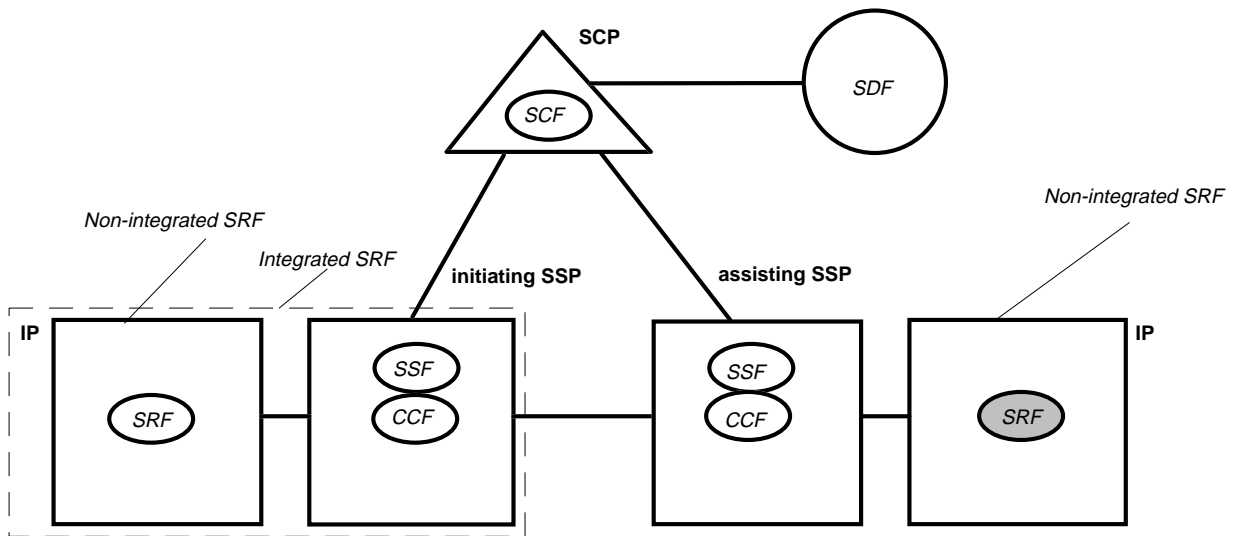 SCP
SDF
SCF
Non-integrated SRF
Non-integrated SRF
Integrated SRF
initiating SSP
assisting SSP
IP
IP
SSF
SSF
SRF
CCF
CCF
SRF